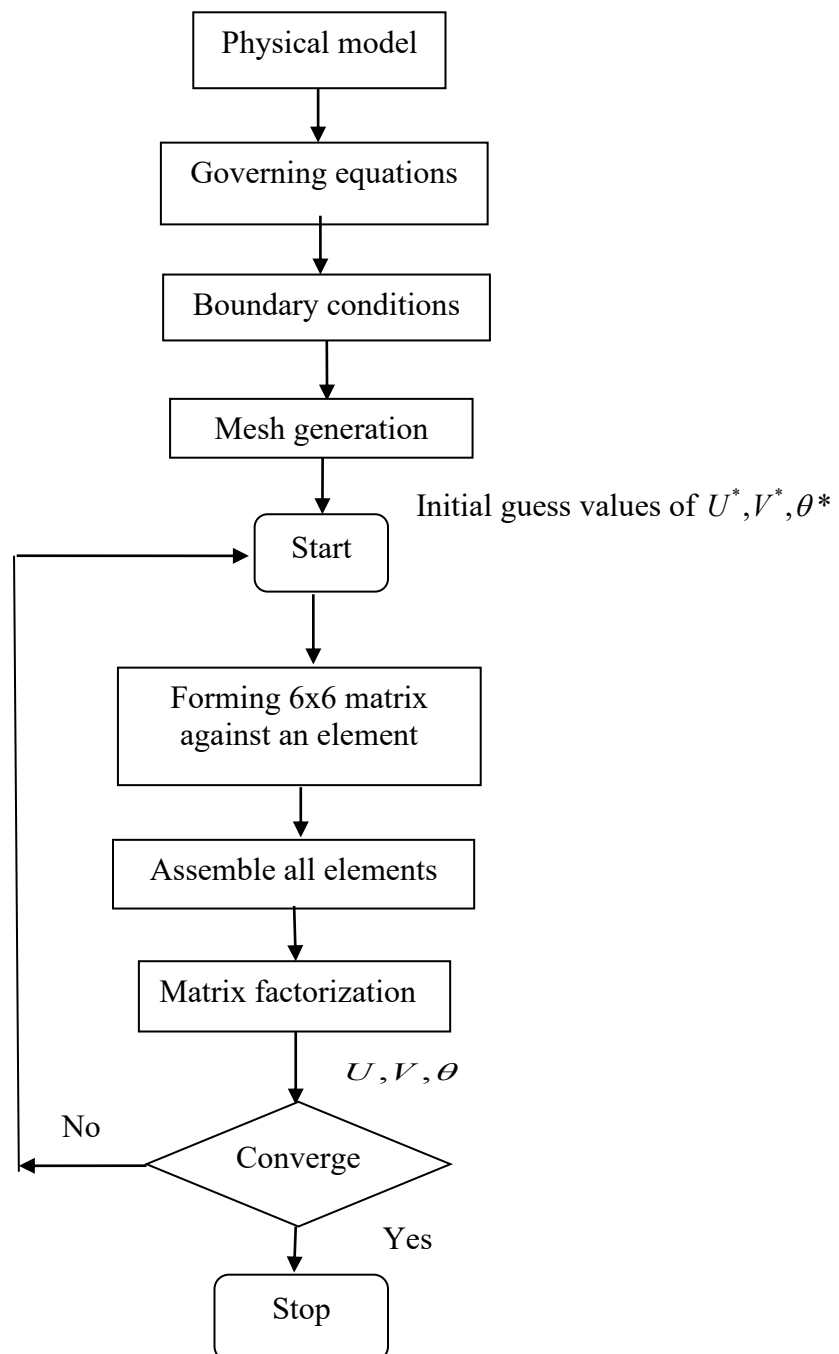 Physical model
Governing equations
Boundary conditions
Mesh generation
Initial guess values of U*,V*,θ*
Start
Forming 6x6 matrix
against an element
Assemble all elements
Matrix factorization
U,V,θ
No
Converge
Yes
Stop